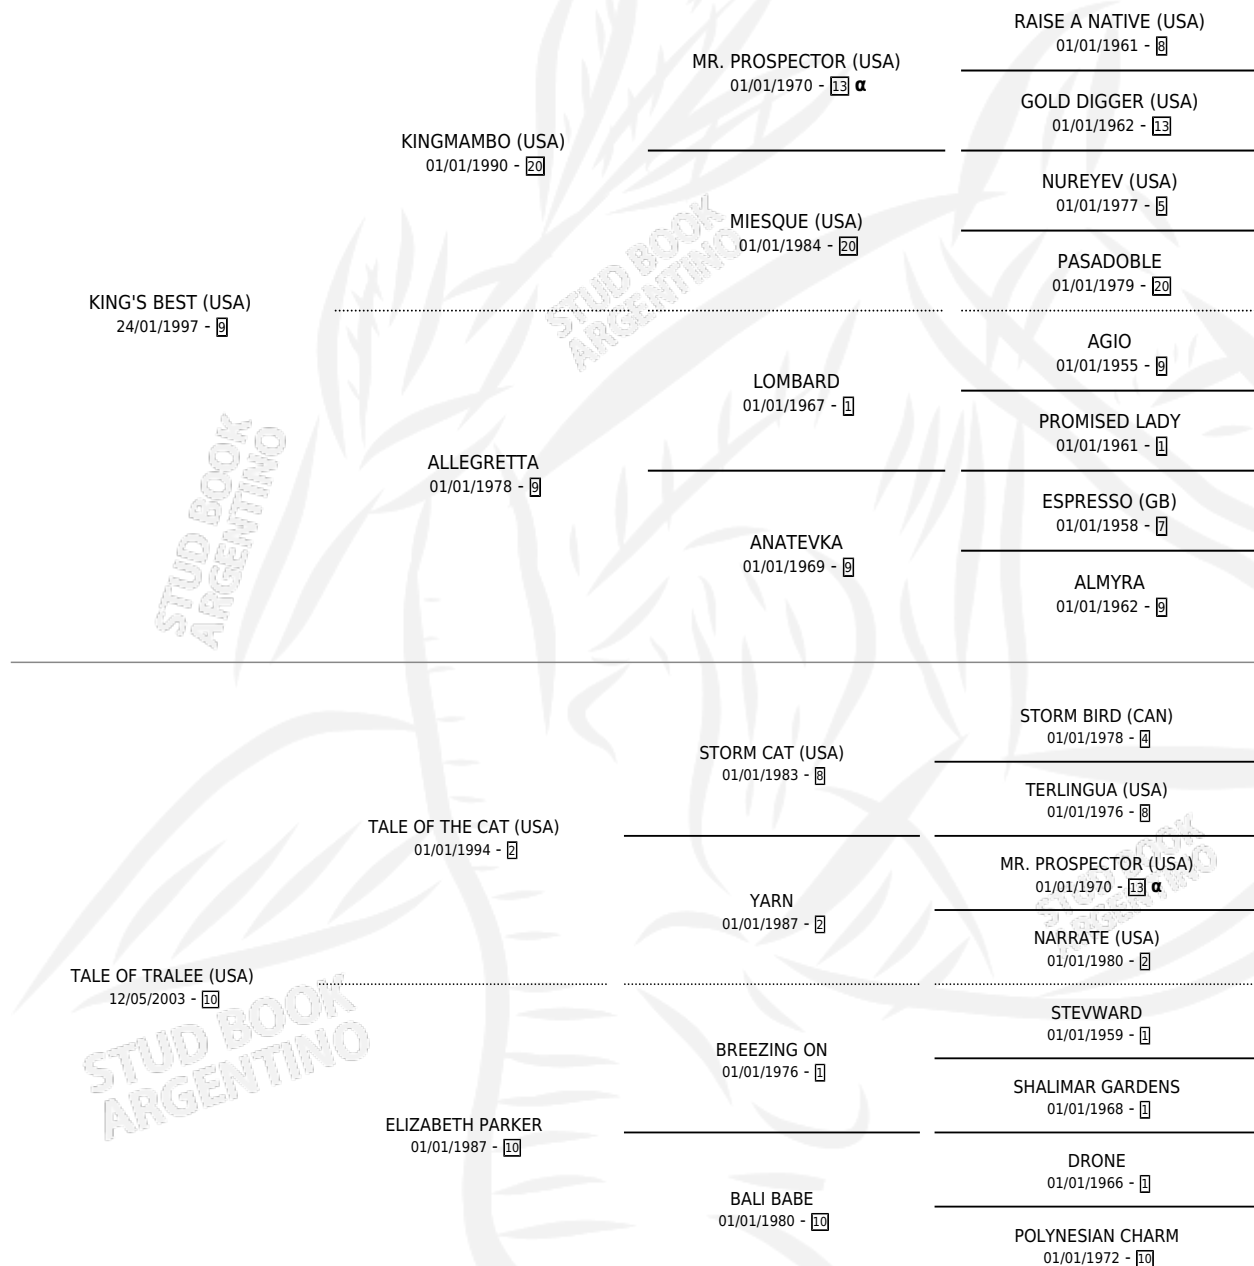 RAISE A NATIVE (USA)
01/01/1961 - 8
MR. PROSPECTOR (USA)
01/01/1970 - 13 α
GOLD DIGGER (USA)
01/01/1962 - 13
KINGMAMBO (USA)
01/01/1990 - 20
NUREYEV (USA)
01/01/1977 - 5
MIESQUE (USA)
01/01/1984 - 20
PASADOBLE
01/01/1979 - 20
KING'S BEST (USA)
24/01/1997 - 9
AGIO
01/01/1955 - 9
LOMBARD
01/01/1967 - 1
PROMISED LADY
01/01/1961 - 1
ALLEGRETTA
01/01/1978 - 9
ESPRESSO (GB)
01/01/1958 - 7
ANATEVKA
01/01/1969 - 9
ALMYRA
01/01/1962 - 9
STORM BIRD (CAN)
01/01/1978 - 4
STORM CAT (USA)
01/01/1983 - 8
TERLINGUA (USA)
01/01/1976 - 8
TALE OF THE CAT (USA)
01/01/1994 - 2
MR. PROSPECTOR (USA)
01/01/1970 - 13 α
YARN
01/01/1987 - 2
NARRATE (USA)
01/01/1980 - 2
TALE OF TRALEE (USA)
12/05/2003 - 10
STEVWARD
01/01/1959 - 1
BREEZING ON
01/01/1976 - 1
SHALIMAR GARDENS
01/01/1968 - 1
ELIZABETH PARKER
01/01/1987 - 10
DRONE
01/01/1966 - 1
BALI BABE
01/01/1980 - 10
POLYNESIAN CHARM
01/01/1972 - 10
STUD BOOK
ARGENTINO
STUD BOOK
ARGENTINO
STUD BOOK
ARGENTINO
STUD BOOK
ARGENTINO